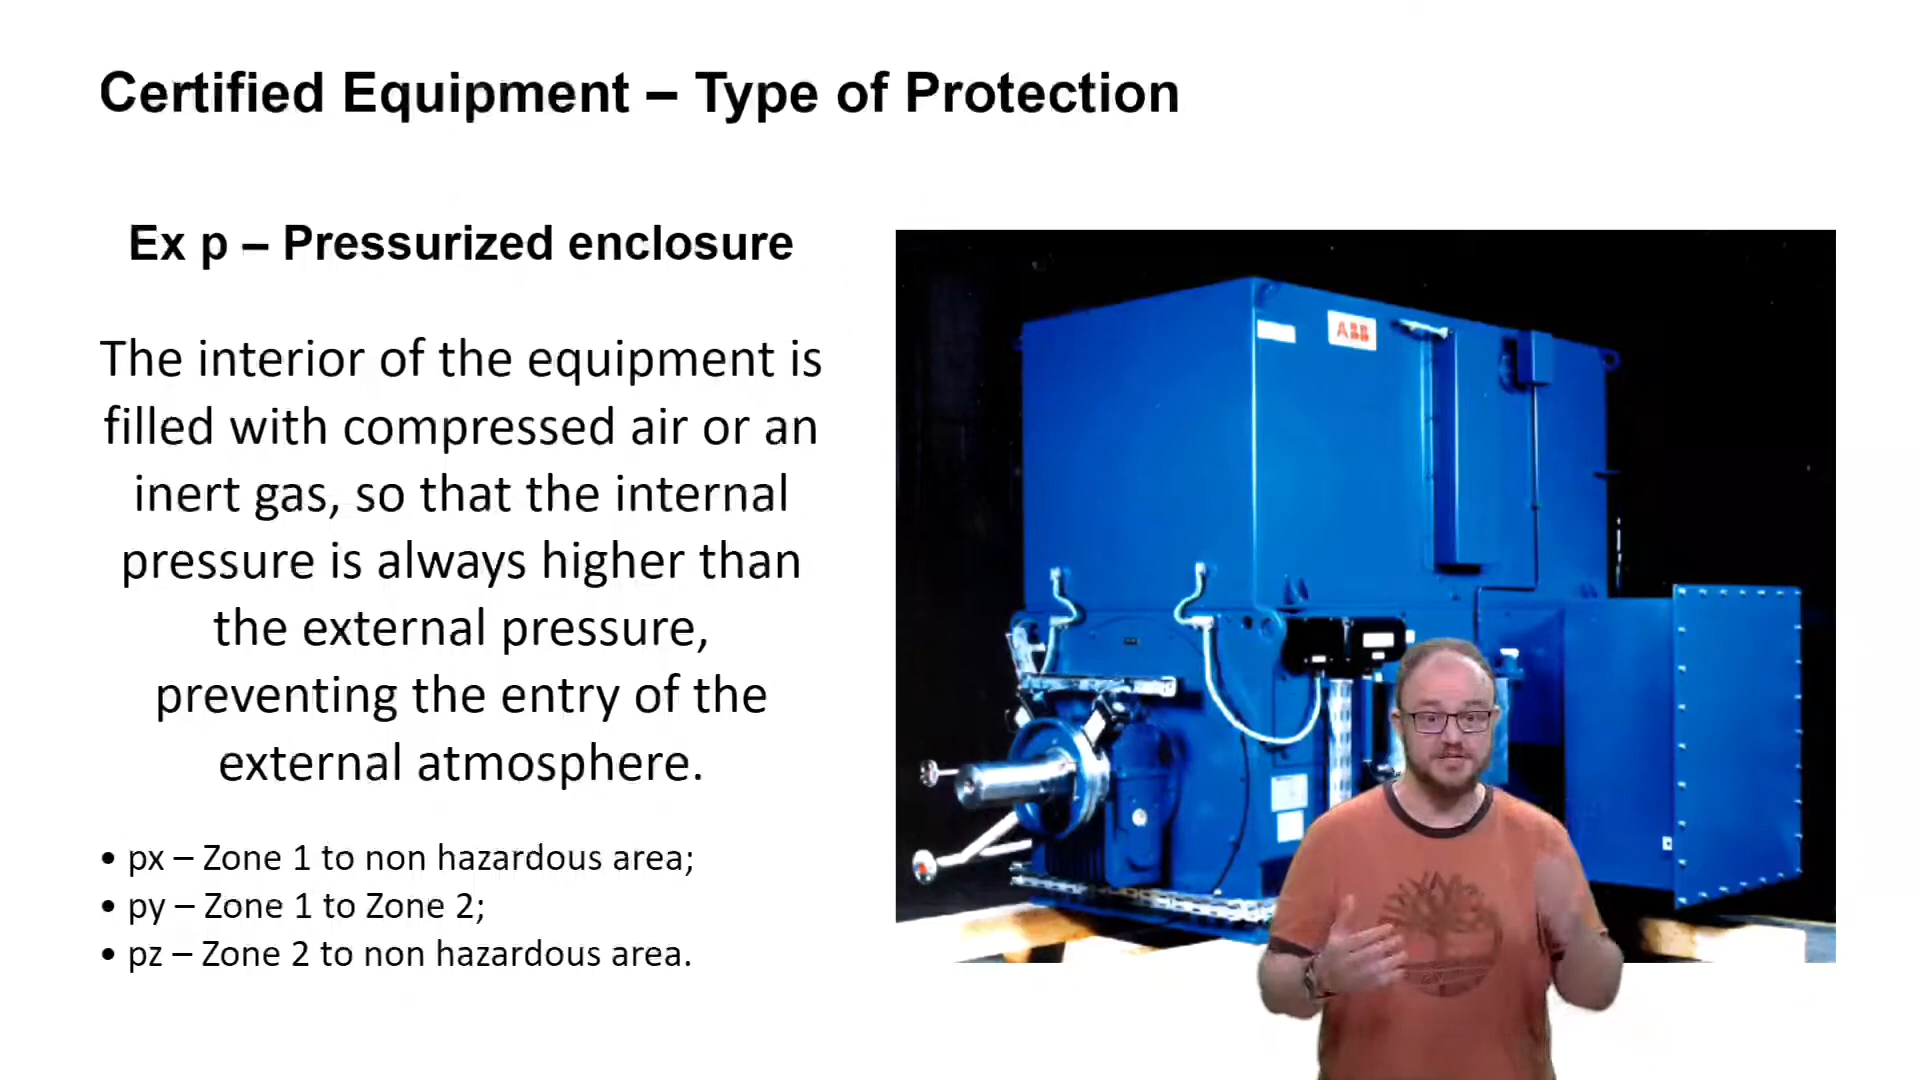 Certified Equipment – Type of Protection
Ex p – Pressurized enclosure
The interior of the equipment is
filled with compressed air or an
inert gas, so that the internal
pressure is always higher than
the external pressure,
preventing the entry of the
external atmosphere.
• px – Zone 1 to non hazardous area;
• py – Zone 1 to Zone 2;
• pz – Zone 2 to non hazardous area.
ABB